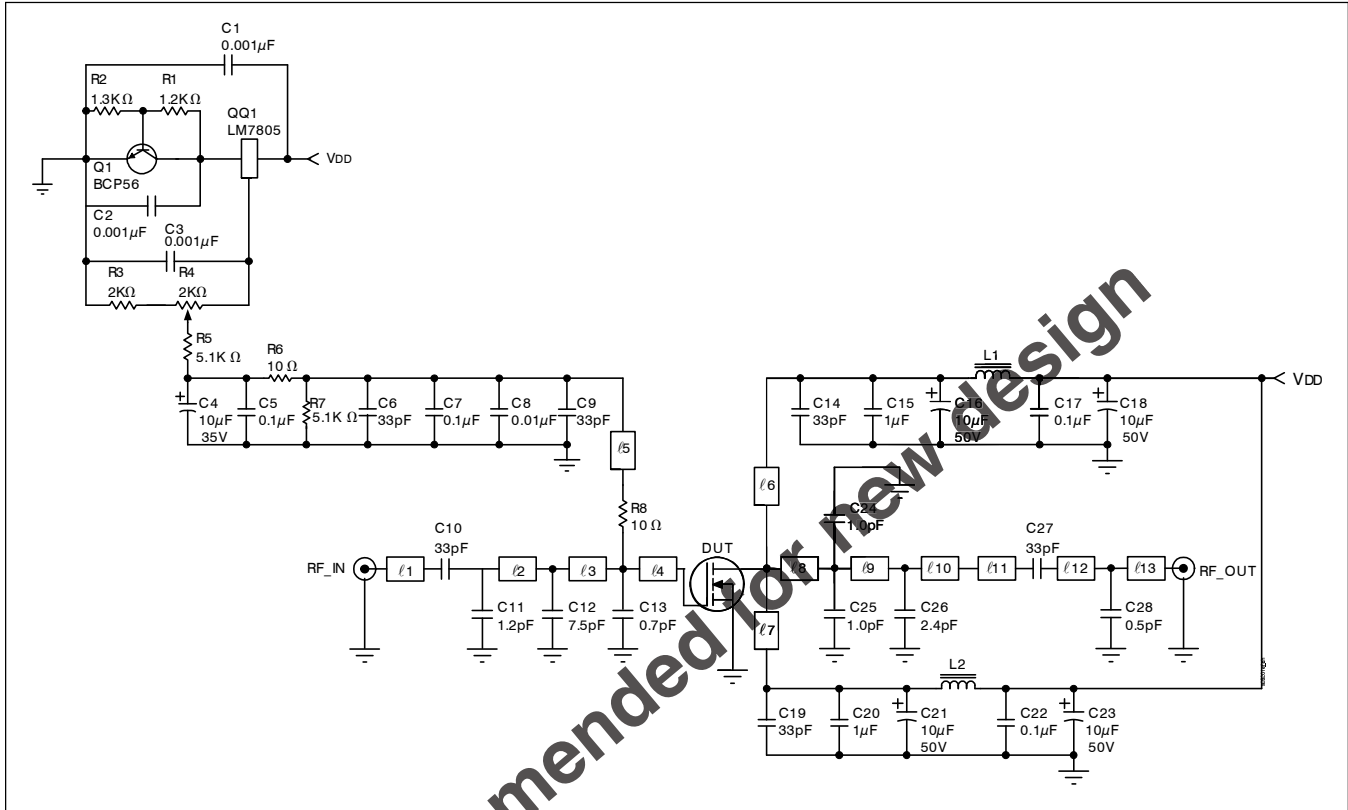 C1
0.001µF
R2
1.3KΩ
R1
1.2KΩ
QQ1
LM7805
VDD
Q1
BCP56
C2
0.001µF
C3
0.001µF
R3
2KΩ
R4
2KΩ
R5
5.1K Ω
R6
10 Ω
C4
10µF
35V
C5
0.1µF
R7
5.1K Ω
C6
33pF
C7
0.1µF
C8
0.01µF
C9
33pF
ℓ5
R8
10 Ω
L1
VDD
C14
33pF
C15
1µF
C16
10µF
50V
C17
0.1µF
C18
10µF
50V
ℓ6
C24
1.0pF
RF_IN
ℓ1
C10
33pF
ℓ2
ℓ3
ℓ4
DUT
ℓ8
ℓ9
ℓ10
ℓ11
C27
33pF
ℓ12
ℓ13
RF_OUT
C11
1.2pF
C12
7.5pF
C13
0.7pF
ℓ7
C25
1.0pF
C26
2.4pF
C28
0.5pF
L2
C19
33pF
C20
1µF
C21
10µF
50V
C22
0.1µF
C23
10µF
50V
mended for new design